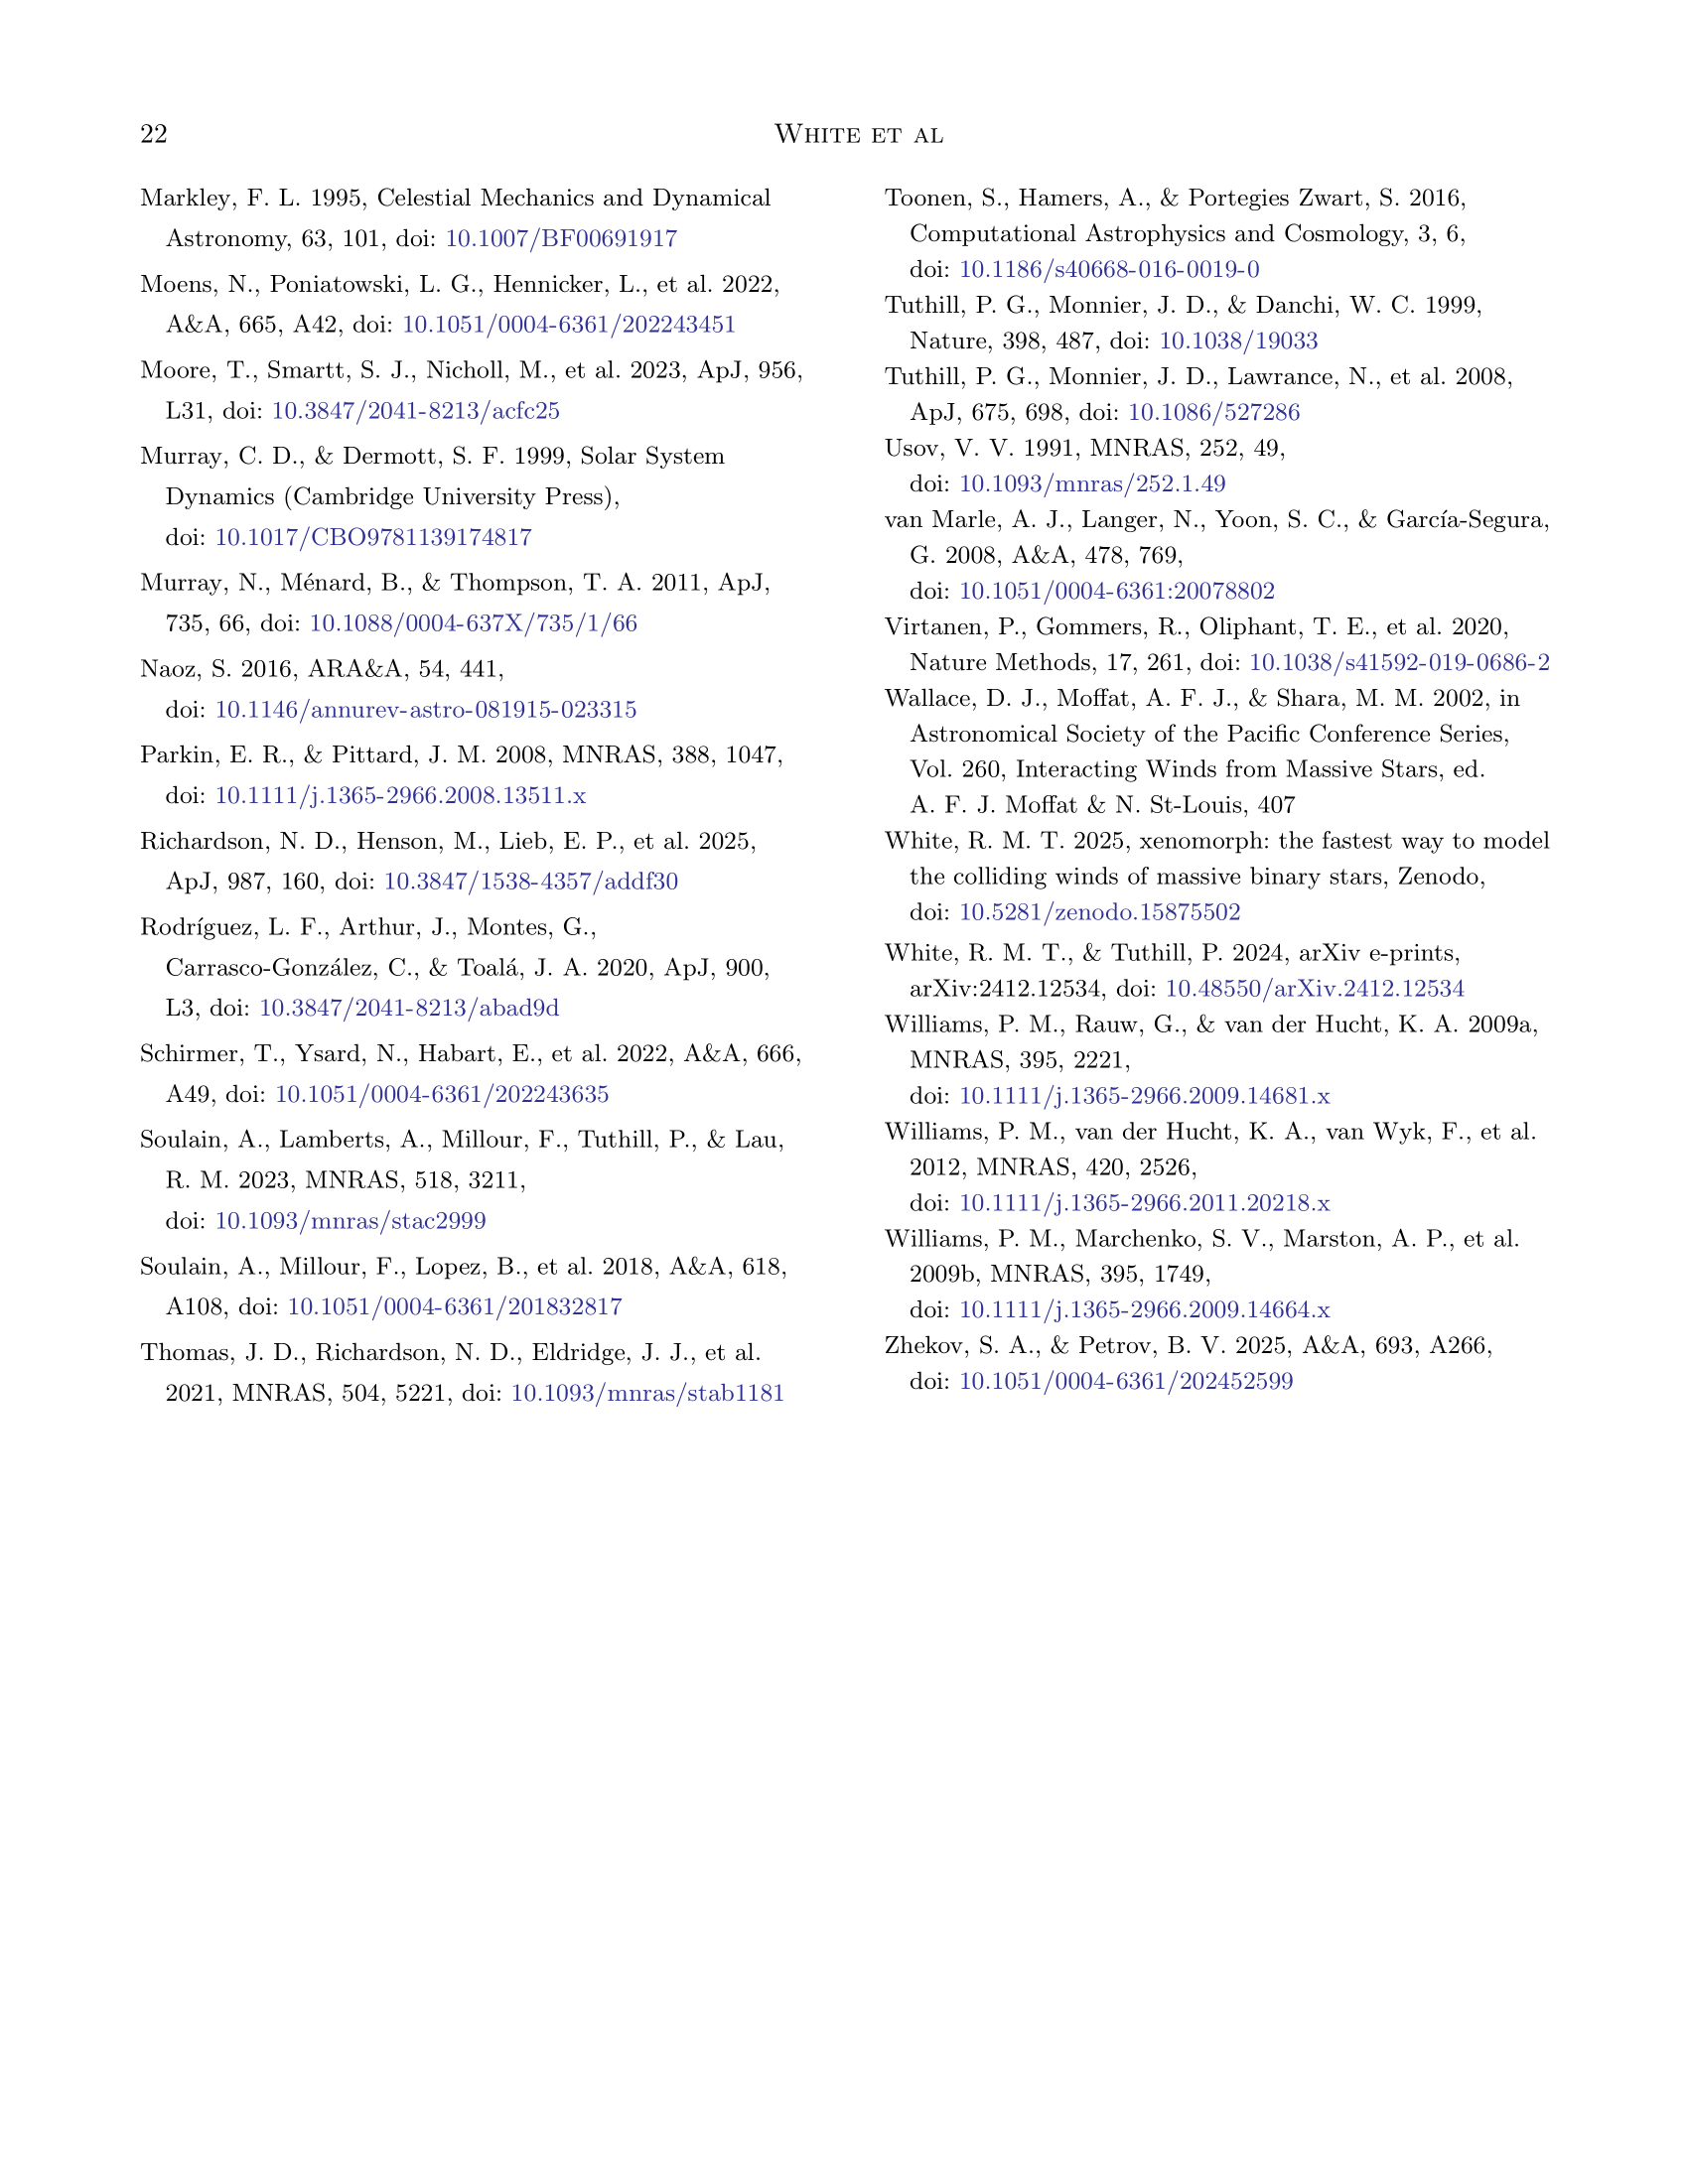 22
WHITE ET AL
Markley, F. L. 1995, Celestial Mechanics and Dynamical
Astronomy, 63, 101, doi: 10.1007/BF00691917
Moens, N., Poniatowski, L. G., Hennicker, L., et al. 2022,
A&A, 665, A42, doi: 10.1051/0004-6361/202243451
Moore, T., Smartt, S. J., Nicholl, M., et al. 2023, ApJ, 956,
L31, doi: 10.3847/2041-8213/acfc25
Murray, C. D., & Dermott, S. F. 1999, Solar System
Dynamics (Cambridge University Press),
doi: 10.1017/CBO9781139174817
Murray, N., Ménard, B., & Thompson, T. A. 2011, ApJ,
735, 66, doi: 10.1088/0004-637X/735/1/66
Naoz, S. 2016, ARA&A, 54, 441,
doi: 10.1146/annurev-astro-081915-023315
Parkin, E. R., & Pittard, J. M. 2008, MNRAS, 388, 1047,
doi: 10.1111/j.1365-2966.2008.13511.x
Richardson, N. D., Henson, M., Lieb, E. P., et al. 2025,
ApJ, 987, 160, doi: 10.3847/1538-4357/addf30
Rodríguez, L. F., Arthur, J., Montes, G.,
Carrasco-González, C., & Toalá, J. A. 2020, ApJ, 900,
L3, doi: 10.3847/2041-8213/abad9d
Schirmer, T., Ysard, N., Habart, E., et al. 2022, A&A, 666,
A49, doi: 10.1051/0004-6361/202243635
Soulain, A., Lamberts, A., Millour, F., Tuthill, P., & Lau,
R. M. 2023, MNRAS, 518, 3211,
doi: 10.1093/mnras/stac2999
Soulain, A., Millour, F., Lopez, B., et al. 2018, A&A, 618,
A108, doi: 10.1051/0004-6361/201832817
Thomas, J. D., Richardson, N. D., Eldridge, J. J., et al.
2021, MNRAS, 504, 5221, doi: 10.1093/mnras/stab1181
Toonen, S., Hamers, A., & Portegies Zwart, S. 2016,
Computational Astrophysics and Cosmology, 3, 6,
doi: 10.1186/s40668-016-0019-0
Tuthill, P. G., Monnier, J. D., & Danchi, W. C. 1999,
Nature, 398, 487, doi: 10.1038/19033
Tuthill, P. G., Monnier, J. D., Lawrance, N., et al. 2008,
ApJ, 675, 698, doi: 10.1086/527286
Usov, V. V. 1991, MNRAS, 252, 49,
doi: 10.1093/mnras/252.1.49
van Marle, A. J., Langer, N., Yoon, S. C., & García-Segura,
G. 2008, A&A, 478, 769,
doi: 10.1051/0004-6361:20078802
Virtanen, P., Gommers, R., Oliphant, T. E., et al. 2020,
Nature Methods, 17, 261, doi: 10.1038/s41592-019-0686-2
Wallace, D. J., Moffat, A. F. J., & Shara, M. M. 2002, in
Astronomical Society of the Pacific Conference Series,
Vol. 260, Interacting Winds from Massive Stars, ed.
A. F. J. Moffat & N. St-Louis, 407
White, R. M. T. 2025, xenomorph: the fastest way to model
the colliding winds of massive binary stars, Zenodo,
doi: 10.5281/zenodo.15875502
White, R. M. T., & Tuthill, P. 2024, arXiv e-prints,
arXiv:2412.12534, doi: 10.48550/arXiv.2412.12534
Williams, P. M., Rauw, G., & van der Hucht, K. A. 2009a,
MNRAS, 395, 2221,
doi: 10.1111/j.1365-2966.2009.14681.x
Williams, P. M., van der Hucht, K. A., van Wyk, F., et al.
2012, MNRAS, 420, 2526,
doi: 10.1111/j.1365-2966.2011.20218.x
Williams, P. M., Marchenko, S. V., Marston, A. P., et al.
2009b, MNRAS, 395, 1749,
doi: 10.1111/j.1365-2966.2009.14664.x
Zhekov, S. A., & Petrov, B. V. 2025, A&A, 693, A266,
doi: 10.1051/0004-6361/202452599